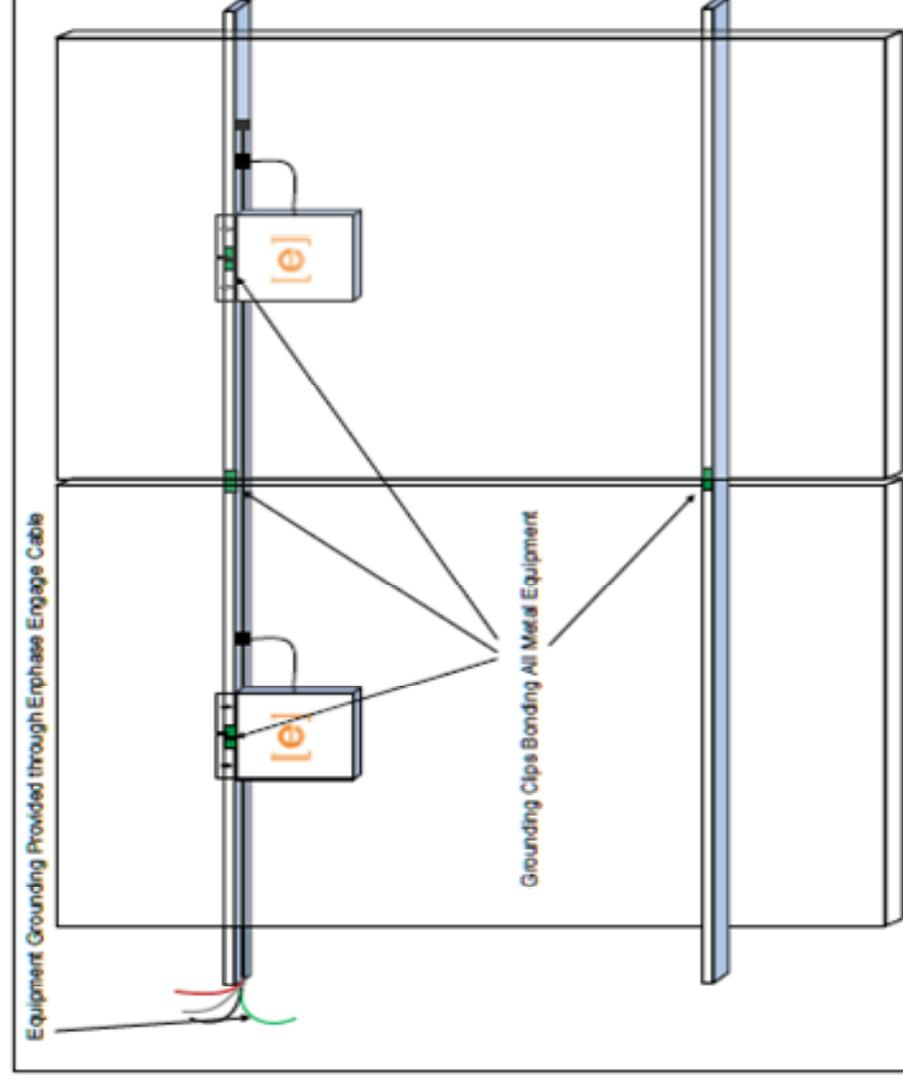 Equipment Grounding Provided through Enphase Engage Cable
[e]
[e]
Grounding Clips Bonding All Metal Equipment